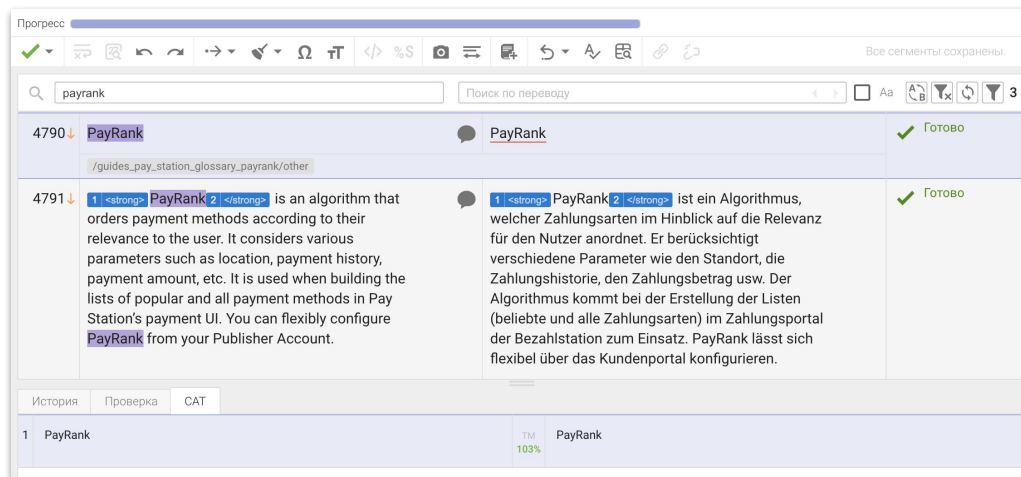 Прогресс
</> %S
Все сегменты сохранены.
payrank
Поиск по переводу
Aa
3
4790 PayRank
PayRank
Готово
/guides_pay_station_glossary_payrank/other
4791
1 <strong> PayRank 2 </strong> is an algorithm that
orders payment methods according to their
relevance to the user. It considers various
parameters such as location, payment history,
payment amount, etc. It is used when building the
lists of popular and all payment methods in Pay
Station's payment UI. You can flexibly configure
PayRank from your Publisher Account.
1 <strong> PayRank 2 </strong> ist ein Algorithmus,
welcher Zahlungsarten im Hinblick auf die Relevanz
für den Nutzer anordnet. Er berücksichtigt
verschiedene Parameter wie den Standort, die
Zahlungshistorie, den Zahlungsbetrag usw. Der
Algorithmus kommt bei der Erstellung der Listen
(beliebte und alle Zahlungsarten) im Zahlungsportal
der Bezahlstation zum Einsatz. PayRank lässt sich
flexibel über das Kundenportal konfigurieren.
Готово
История
Проверка
CAT
1 PayRank
TM
103%
PayRank